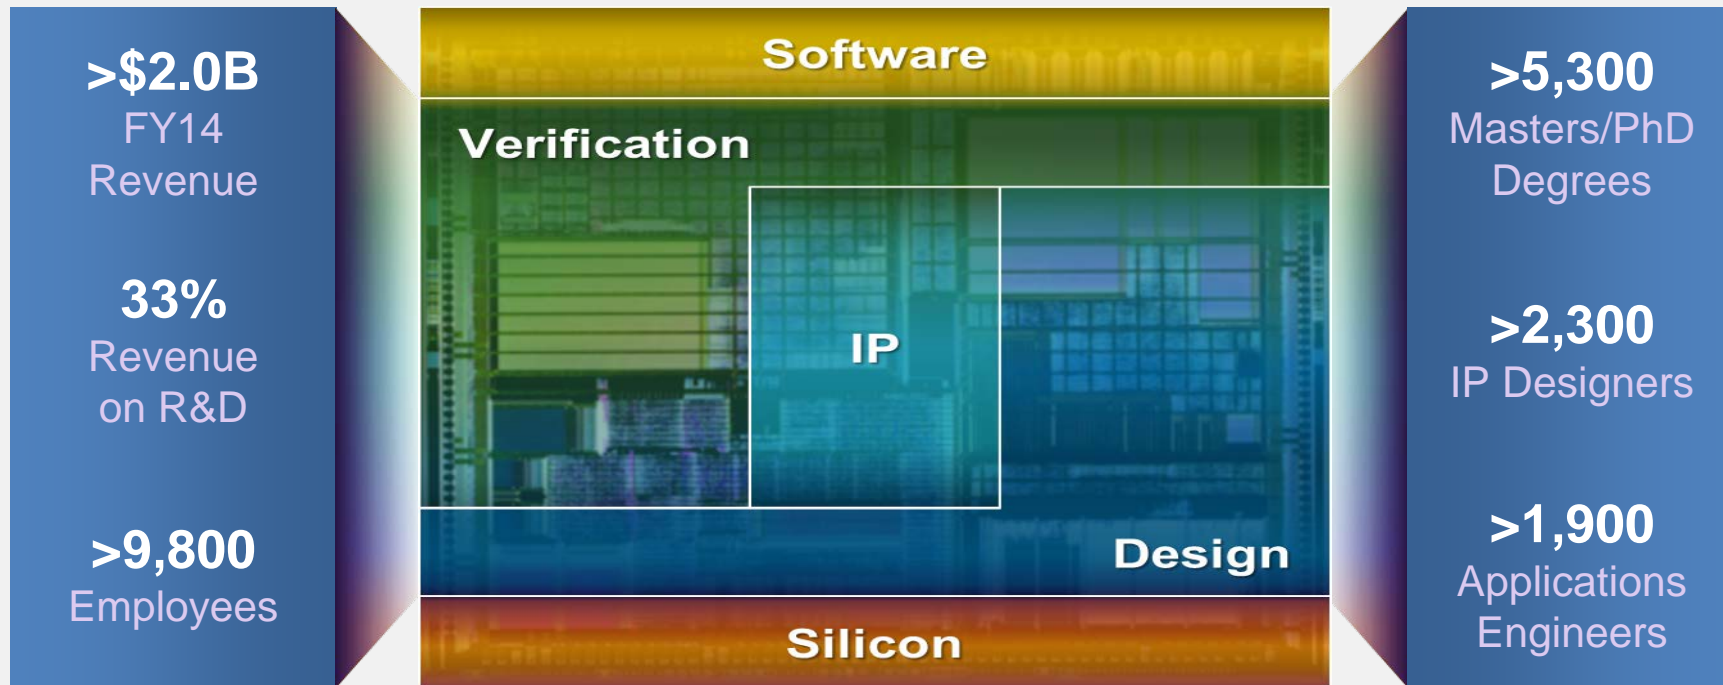 >$2.0B
FY14
Revenue
33%
Revenue
on R&D
>9,800
Employees
Software
Verification
IP
Design
Silicon
>5,300
Masters/PhD
Degrees
>2,300
IP Designers
>1,900
Applications
Engineers